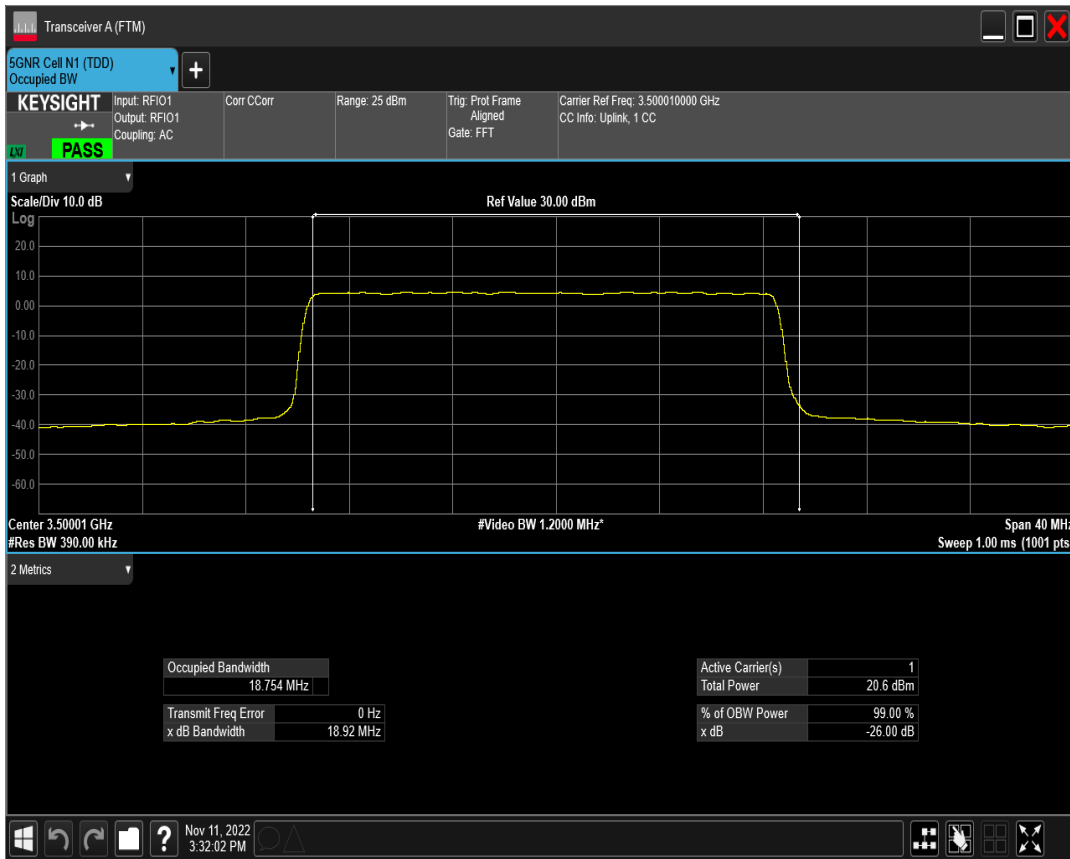 Transceiver A (FTM)
5GNR Cell N1 (TDD)
Occupied BW
+
KEYSIGHT
LXI
PASS
Input: RFIO1
Output: RFIO1
Coupling: AC
Corr CCorr
Range: 25 dBm
Trig: Prot Frame
Aligned
Gate: FFT
Carrier Ref Freq: 3.500010000 GHz
CC Info: Uplink, 1 CC
1 Graph
Scale/Div 10.0 dB
Ref Value 30.00 dBm
Log
20.0
10.0
0.00
-10.0
-20.0
-30.0
-40.0
-50.0
-60.0
Center 3.50001 GHz
#Video BW 1.2000 MHz*
Span 40 MHz
#Res BW 390.00 kHz
Sweep 1.00 ms (1001 pts
2 Metrics
Occupied Bandwidth
18.754 MHz
Transmit Freq Error 0 Hz
x dB Bandwidth 18.92 MHz
Active Carrier(s) 1
Total Power 20.6 dBm
% of OBW Power 99.00 %
x dB -26.00 dB
?
Nov 11, 2022
3:32:02 PM